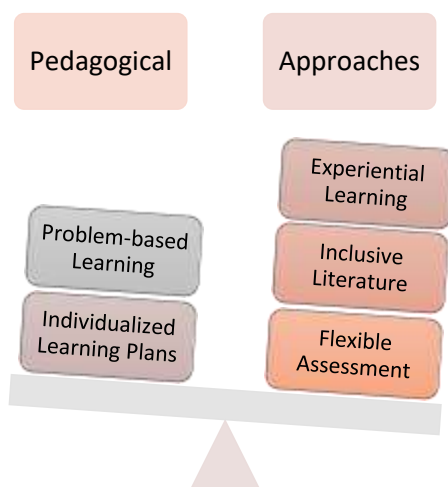 Pedagogical
Approaches
Problem-based
Learning
Individualized
Learning Plans
Experiential
Learning
Inclusive
Literature
Flexible
Assessment